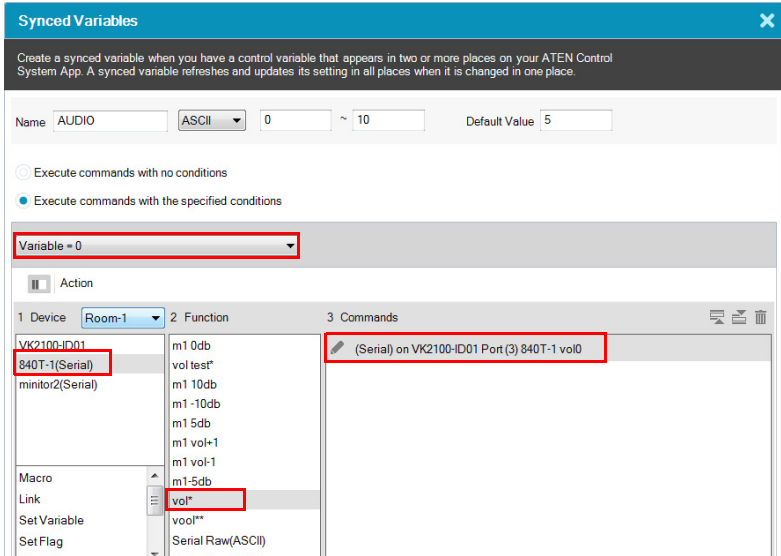 Synced Variables
Create a synced variable when you have a control variable that appears in two or more places on your ATEN Control
System App. A synced variable refreshes and updates its setting in all places when it is changed in one place.
Name AUDIO ASCII 0 ~ 10 Default Value 5
Execute commands with no conditions
Execute commands with the specified conditions
Variable = 0
Action
1 Device Room-1 2 Function 3 Commands
VK2100-ID01
840T-1(Serial)
minitor2(Serial)
Macro
Link
Set Variable
Set Flag
m1 0db
vol test*
m1 10db
m1 -10db
m1 5db
m1 vol+1
m1 vol-1
m1-5db
vol*
vool**
Serial Raw(ASCII)
(Serial) on VK2100-ID01 Port (3) 840T-1 vol0